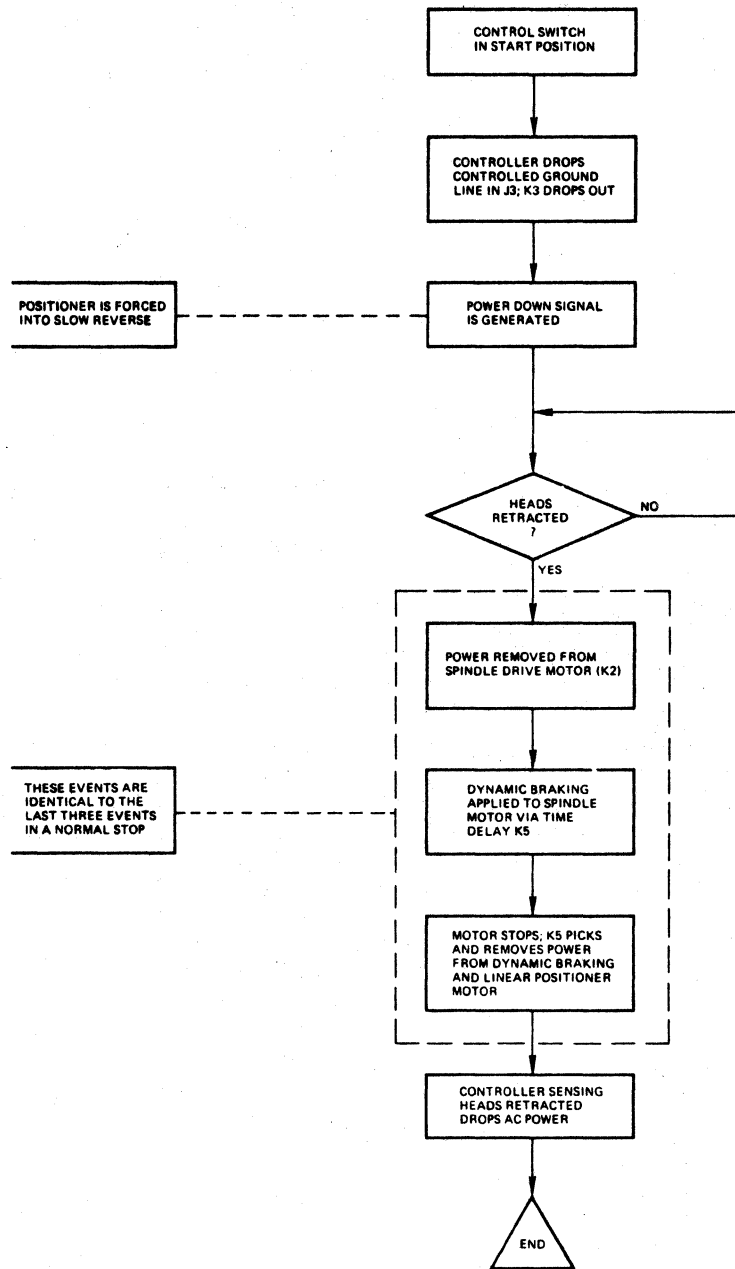 CONTROL SWITCH
IN START POSITION
CONTROLLER DROPS
CONTROLLED GROUND
LINE IN J3; K3 DROPS OUT
POSITIONER IS FORCED
INTO SLOW REVERSE
POWER DOWN SIGNAL
IS GENERATED
HEADS
RETRACTED
?
NO
YES
POWER REMOVED FROM
SPINDLE DRIVE MOTOR (K2)
THESE EVENTS ARE
IDENTICAL TO THE
LAST THREE EVENTS
IN A NORMAL STOP
DYNAMIC BRAKING
APPLIED TO SPINDLE
MOTOR VIA TIME
DELAY K5
MOTOR STOPS; K5 PICKS
AND REMOVES POWER
FROM DYNAMIC BRAKING
AND LINEAR POSITIONER
MOTOR
CONTROLLER SENSING
HEADS RETRACTED
DROPS AC POWER
END